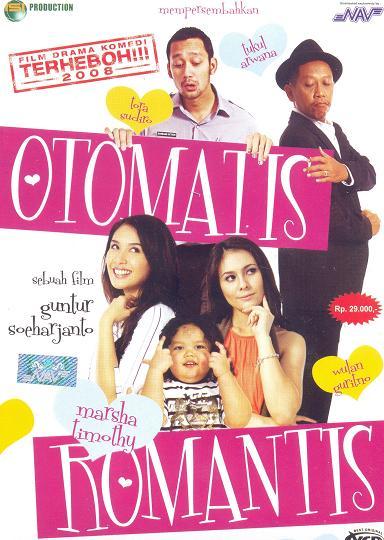 PRODUCTION
mempersembahkan
NAV
FILM DRAMA KOMEDI
TERHEBOH!!!
2008
tukul
arwana
tora
sudiro
OTOMATIS
sebuah film
guntur
soeharjanto
Rp. 29.000,-
wulan
guritno
marsha
timothy
ROMANTIS